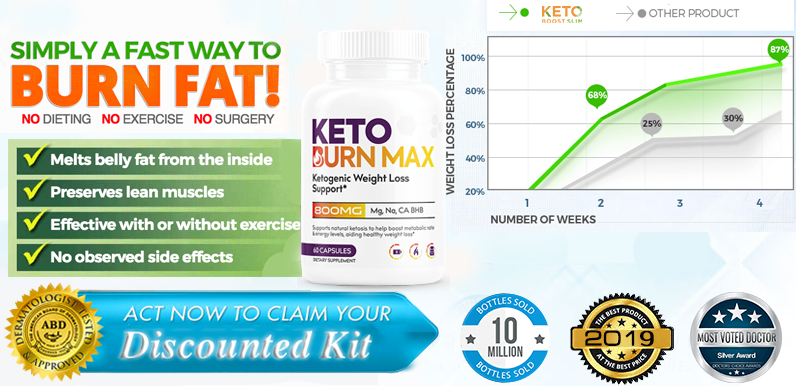 SIMPLY A FAST WAY TO
BURN FAT!
NO DIETING NO EXERCISE NO SURGERY
Melts belly fat from the inside
Preserves lean muscles
Effective with or without exercise
No observed side effects
KETO
BURN MAX
Ketogenic Weight Loss
Support*
800MG Mg, Na, CA BHB
Supports natural ketosis to help boost metabolic rate
& energy levels, aiding healthy weight loss*
60 CAPSULES
DIETARY SUPPLEMENT
KETO
BOOST SLIM
OTHER PRODUCT
WEIGHT LOSS PERCENTAGE
100%
80%
60%
40%
20%
68%
87%
25%
30%
1 2 3 4
NUMBER OF WEEKS
DERMATOLOGIST TESTED
& APPROVED
ABD
ACT NOW TO CLAIM YOUR
Discounted Kit
BOTTLES SOLD
10
MILLION
BOTTLES SOLD
THE BEST PRODUCT
2019
AT THE BEST PRICE
MOST VOTED DOCTOR
Silver Award
DOCTORS CHOICE AWARDS